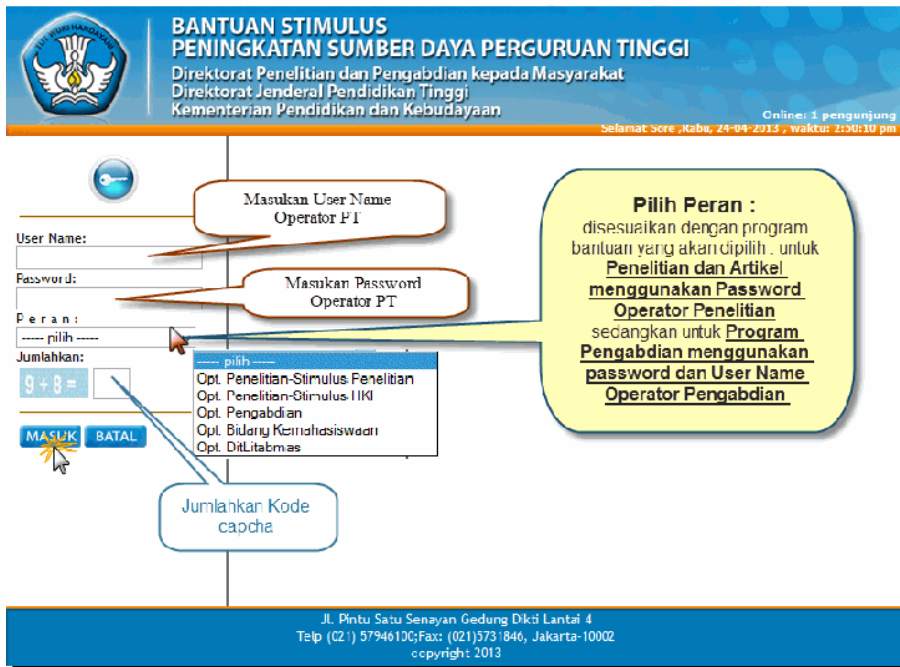 TUT WURI HANDAYANI
BANTUAN STIMULUS
PENINGKATAN SUMBER DAYA PERGURUAN TINGGI
Direktorat Penelitian dan Pengabdian kepada Masyarakat
Direktorat Jenderal Pendidikan Tinggi
Kementerian Pendidikan dan Kebudayaan
Online: 1 pengunjung
Selamat Sore ,Rabu, 24-04-2013 , waktu: 2:50:10 pm
Masukan User Name
Operator PT
User Name:
Password:
Masukan Password
Operator PT
P e r a n :
----- pilih -----
Jumlahkan:
9 + 8 =
----- pilih -----
Opt. Penelitian-Stimulus Penelitian
Opt. Penelitian-Stimulus HKI
Opt. Pengabdian
Opt. Bidang Kemahasiswaan
Opt. DitLitabmas
MASUK
BATAL
Jumlahkan Kode
capcha
Pilih Peran :
disesuaikan dengan program
bantuan yang akan dipilih . untuk
Penelitian dan Artikel
menggunakan Password
Operator Penelitian
sedangkan untuk Program
Pengabdian menggunakan
password dan User Name
Operator Pengabdian
Jl. Pintu Satu Senayan Gedung Dikti Lantai 4
Telp (021) 57946100;Fax: (021)5731846, Jakarta-10002
copyright 2013